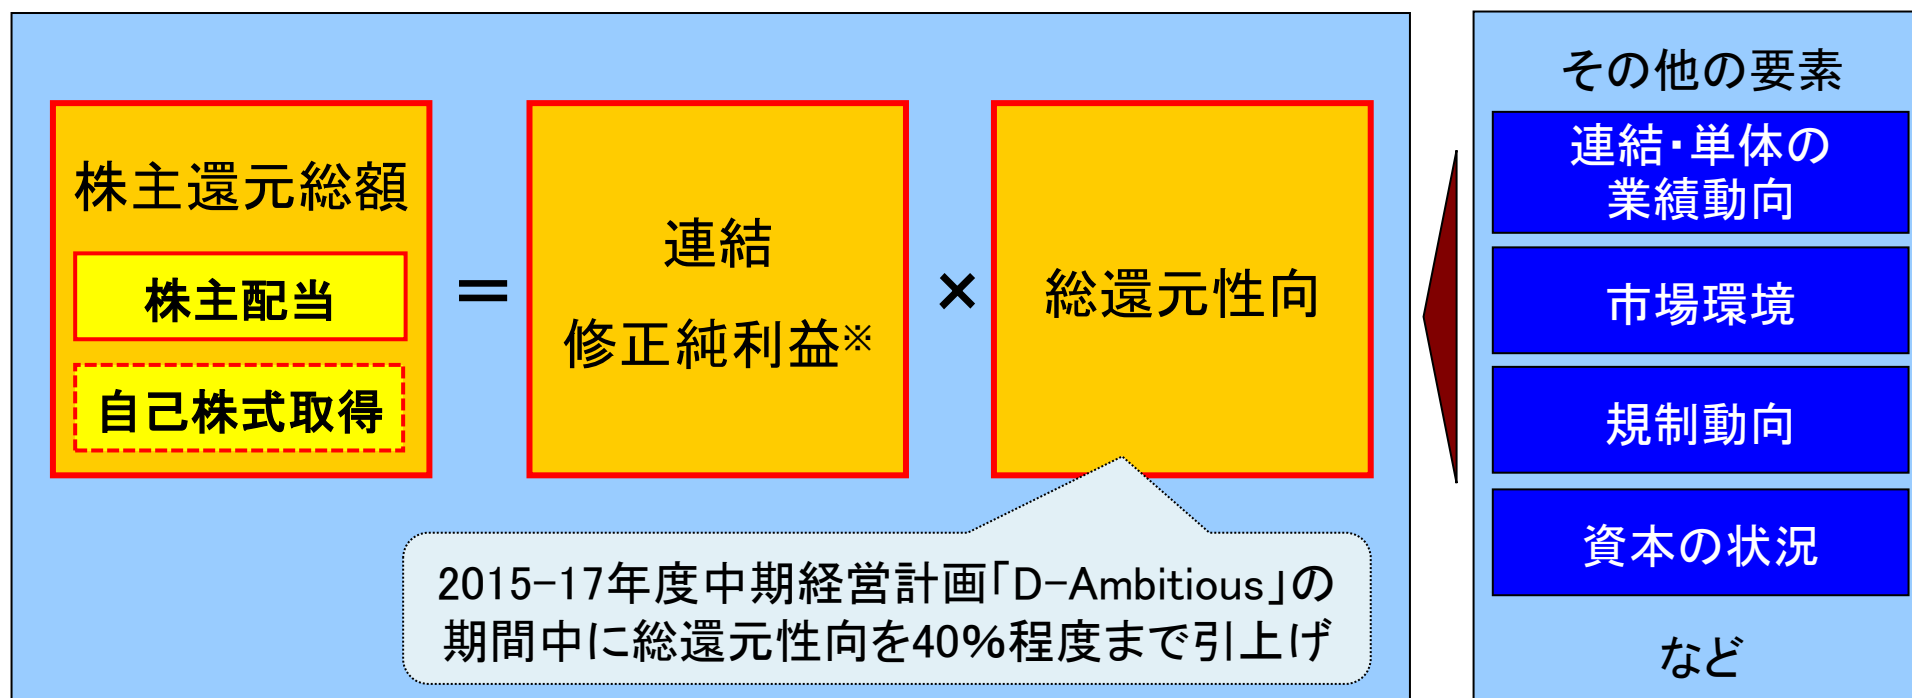 株主還元総額
株主配当
自己株式取得
＝
連結
修正純利益※
×
総還元性向
2015-17年度中期経営計画「D-Ambitious」の
期間中に総還元性向を40%程度まで引上げ
その他の要素
連結・単体の
業績動向
市場環境
規制動向
資本の状況
など